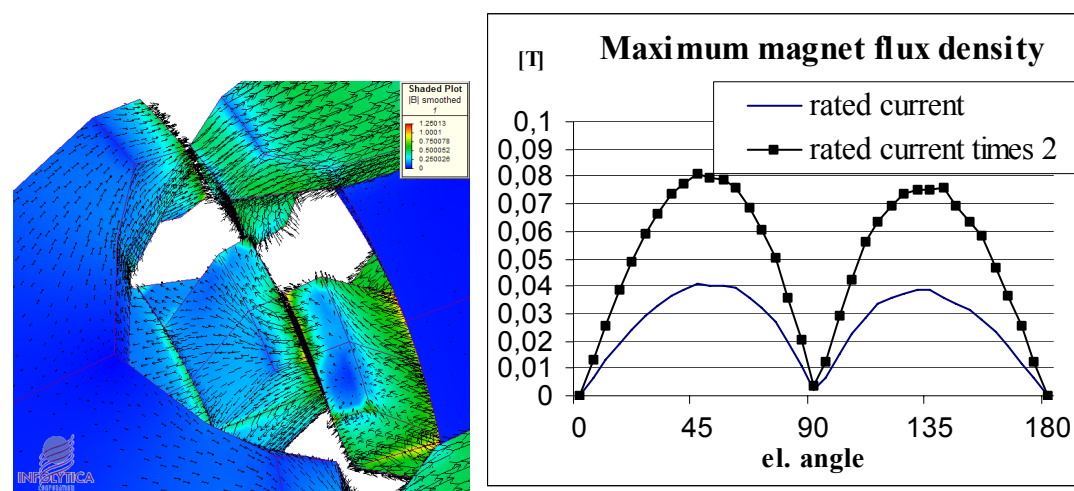 Shaded Plot
|B| smoothed
1.25013
1.0001
0.750078
0.500052
0.250026
0
INFOLYTICA
CORPORATION
[T]
Maximum magnet flux density
rated current
rated current times 2
0,1
0,09
0,08
0,07
0,06
0,05
0,04
0,03
0,02
0,01
0
0 45 90 135 180
el. angle